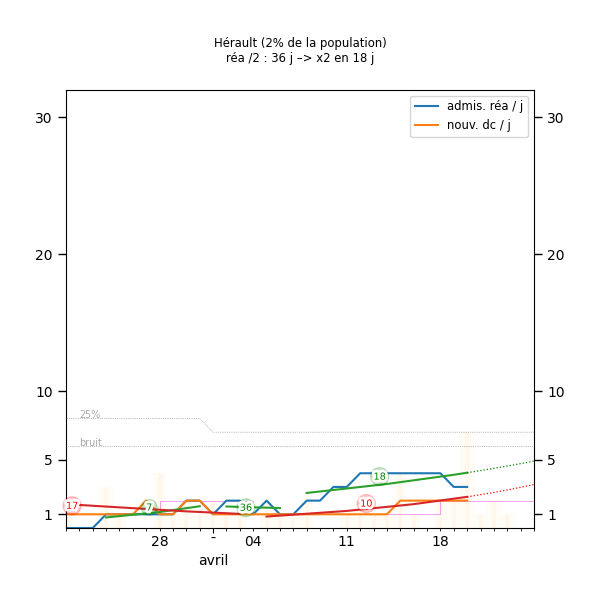 Hérault (2% de la population)
réa /2 : 36 j –> x2 en 18 j
admis. réa / j
nouv. dc / j
30 30
20 20
10 10
25%
bruit
5 5
17 7 36 18 10
1 1
28 - 04 11 18
avril